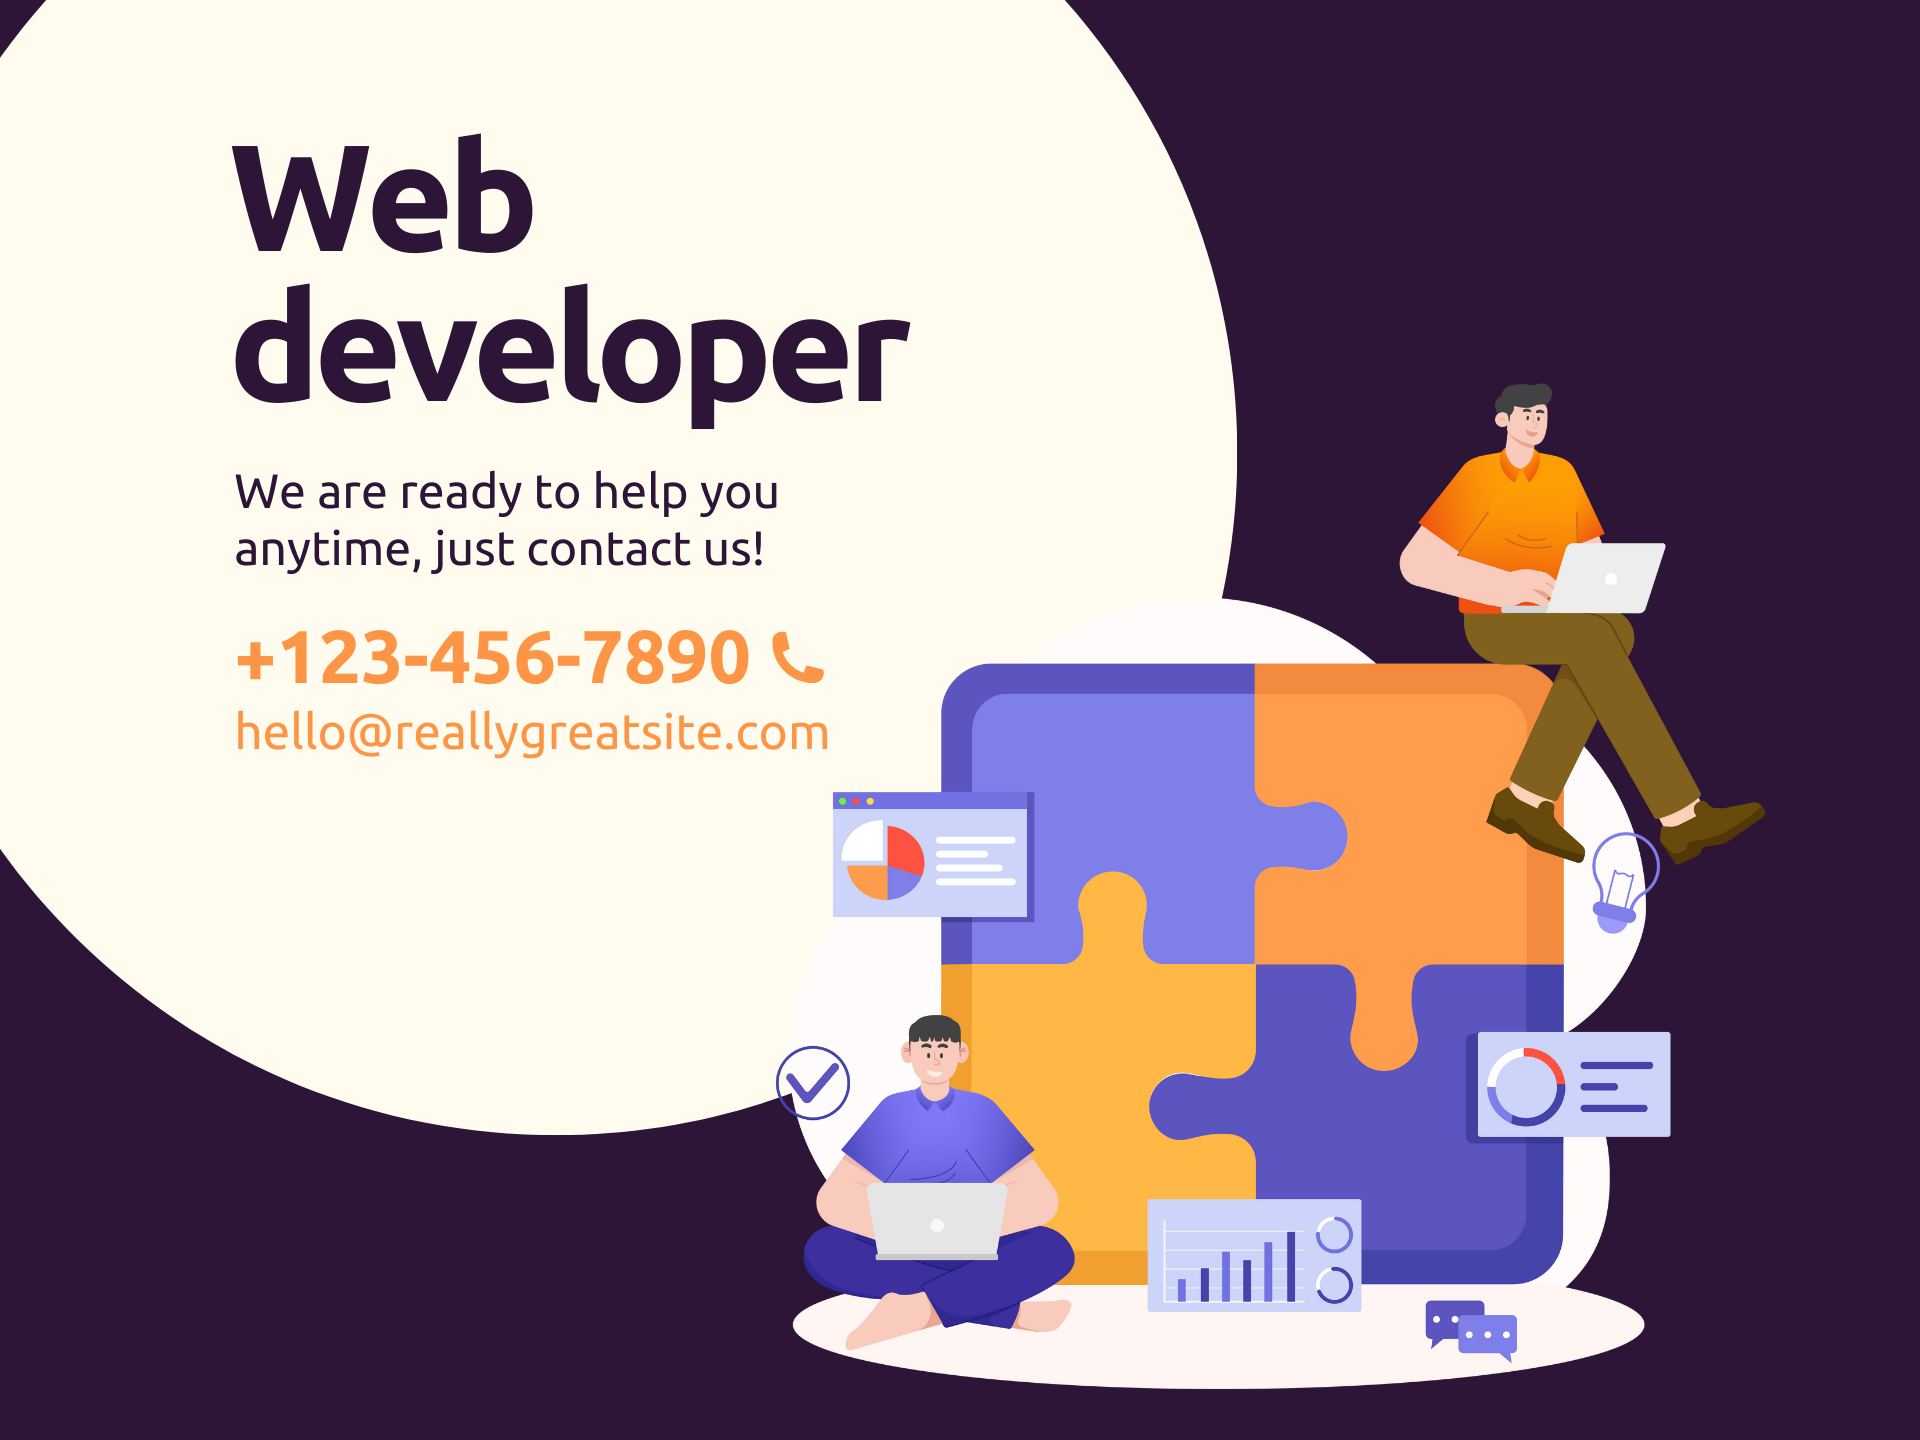 Web
developer
We are ready to help you
anytime, just contact us!
+123-456-7890
hello@reallygreatsite.com